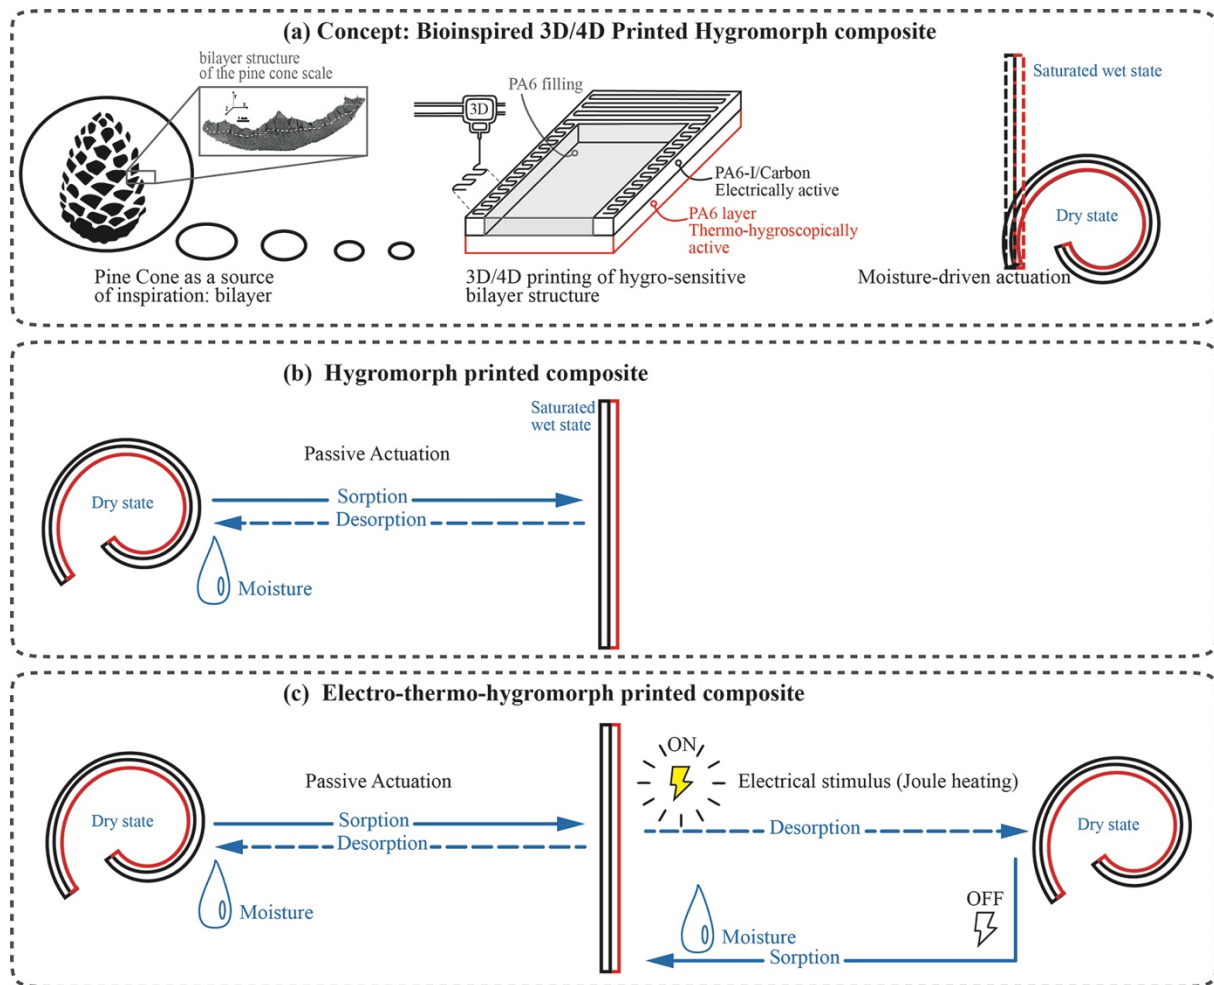 (a) Concept: Bioinspired 3D/4D Printed Hygromorph composite
bilayer structure
of the pine cone scale
Pine Cone as a source
of inspiration: bilayer
3D
PA6 filling
PA6-I/Carbon
Electrically active
PA6 layer
Thermo-hygroscopically
active
3D/4D printing of hygro-sensitive
bilayer structure
Saturated wet state
Dry state
Moisture-driven actuation
(b) Hygromorph printed composite
Dry state
Passive Actuation
Sorption
Desorption
Moisture
Saturated
wet state
(c) Electro-thermo-hygromorph printed composite
Dry state
Passive Actuation
Sorption
Desorption
Moisture
ON
Electrical stimulus (Joule heating)
Desorption
Dry state
OFF
Moisture
Sorption